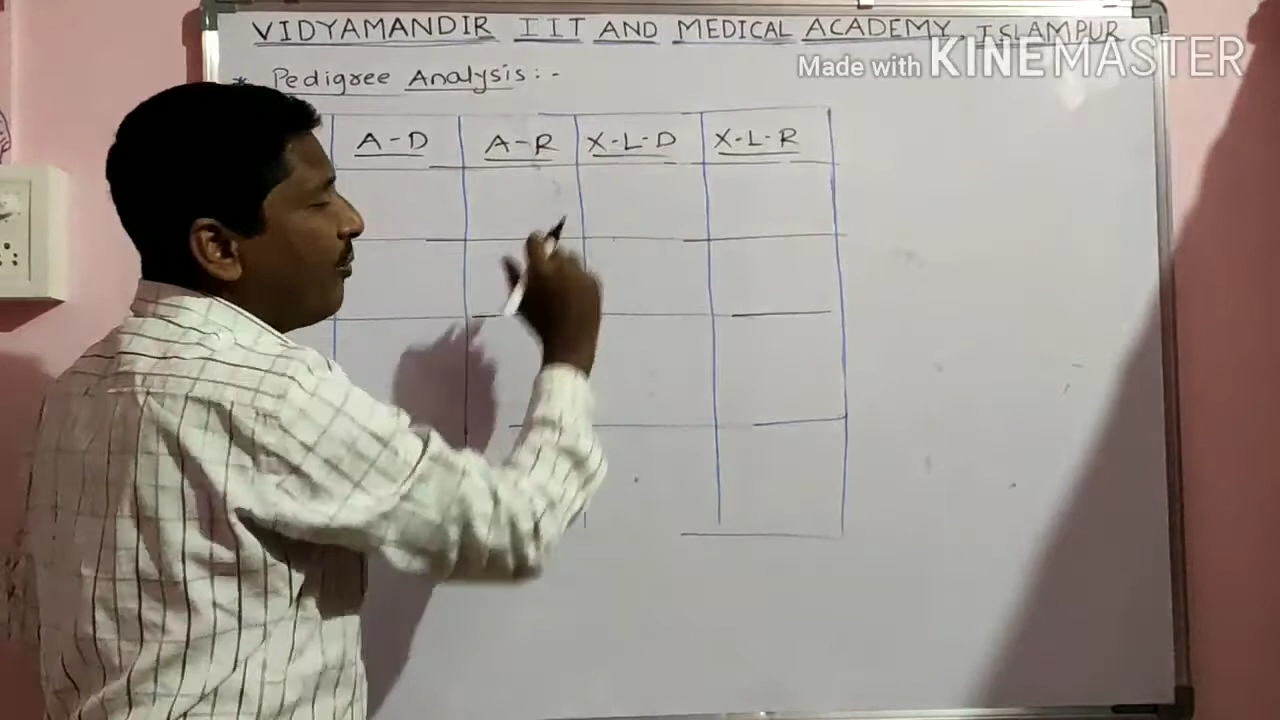 VIDYAMANDIR IIT AND MEDICAL ACADEMY, ISLAMPUR
Made with KINEMASTER
* Pedigree Analysis:-
A-D A-R X-L-D X-L-R